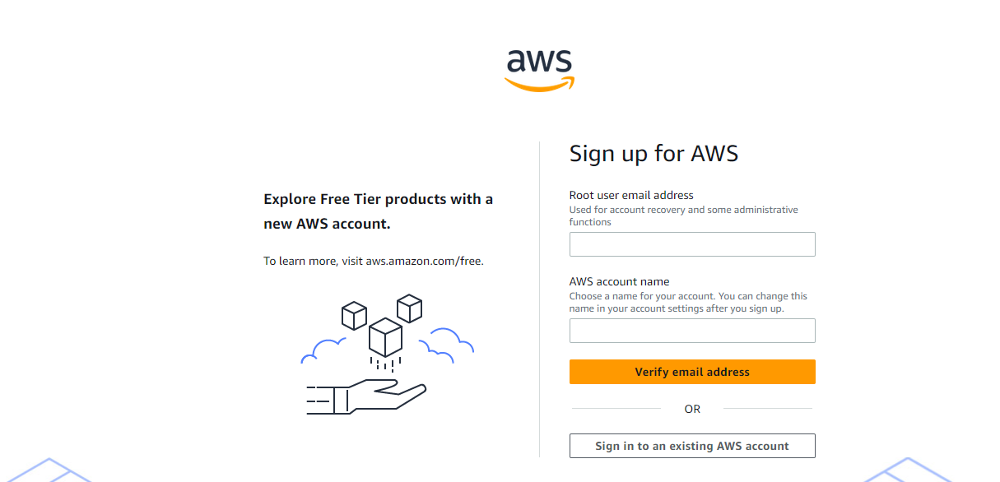 aws
Explore Free Tier products with a
new AWS account.
To learn more, visit aws.amazon.com/free.
Sign up for AWS
Root user email address
Used for account recovery and some administrative
functions
AWS account name
Choose a name for your account. You can change this
name in your account settings after you sign up.
Verify email address
OR
Sign in to an existing AWS account